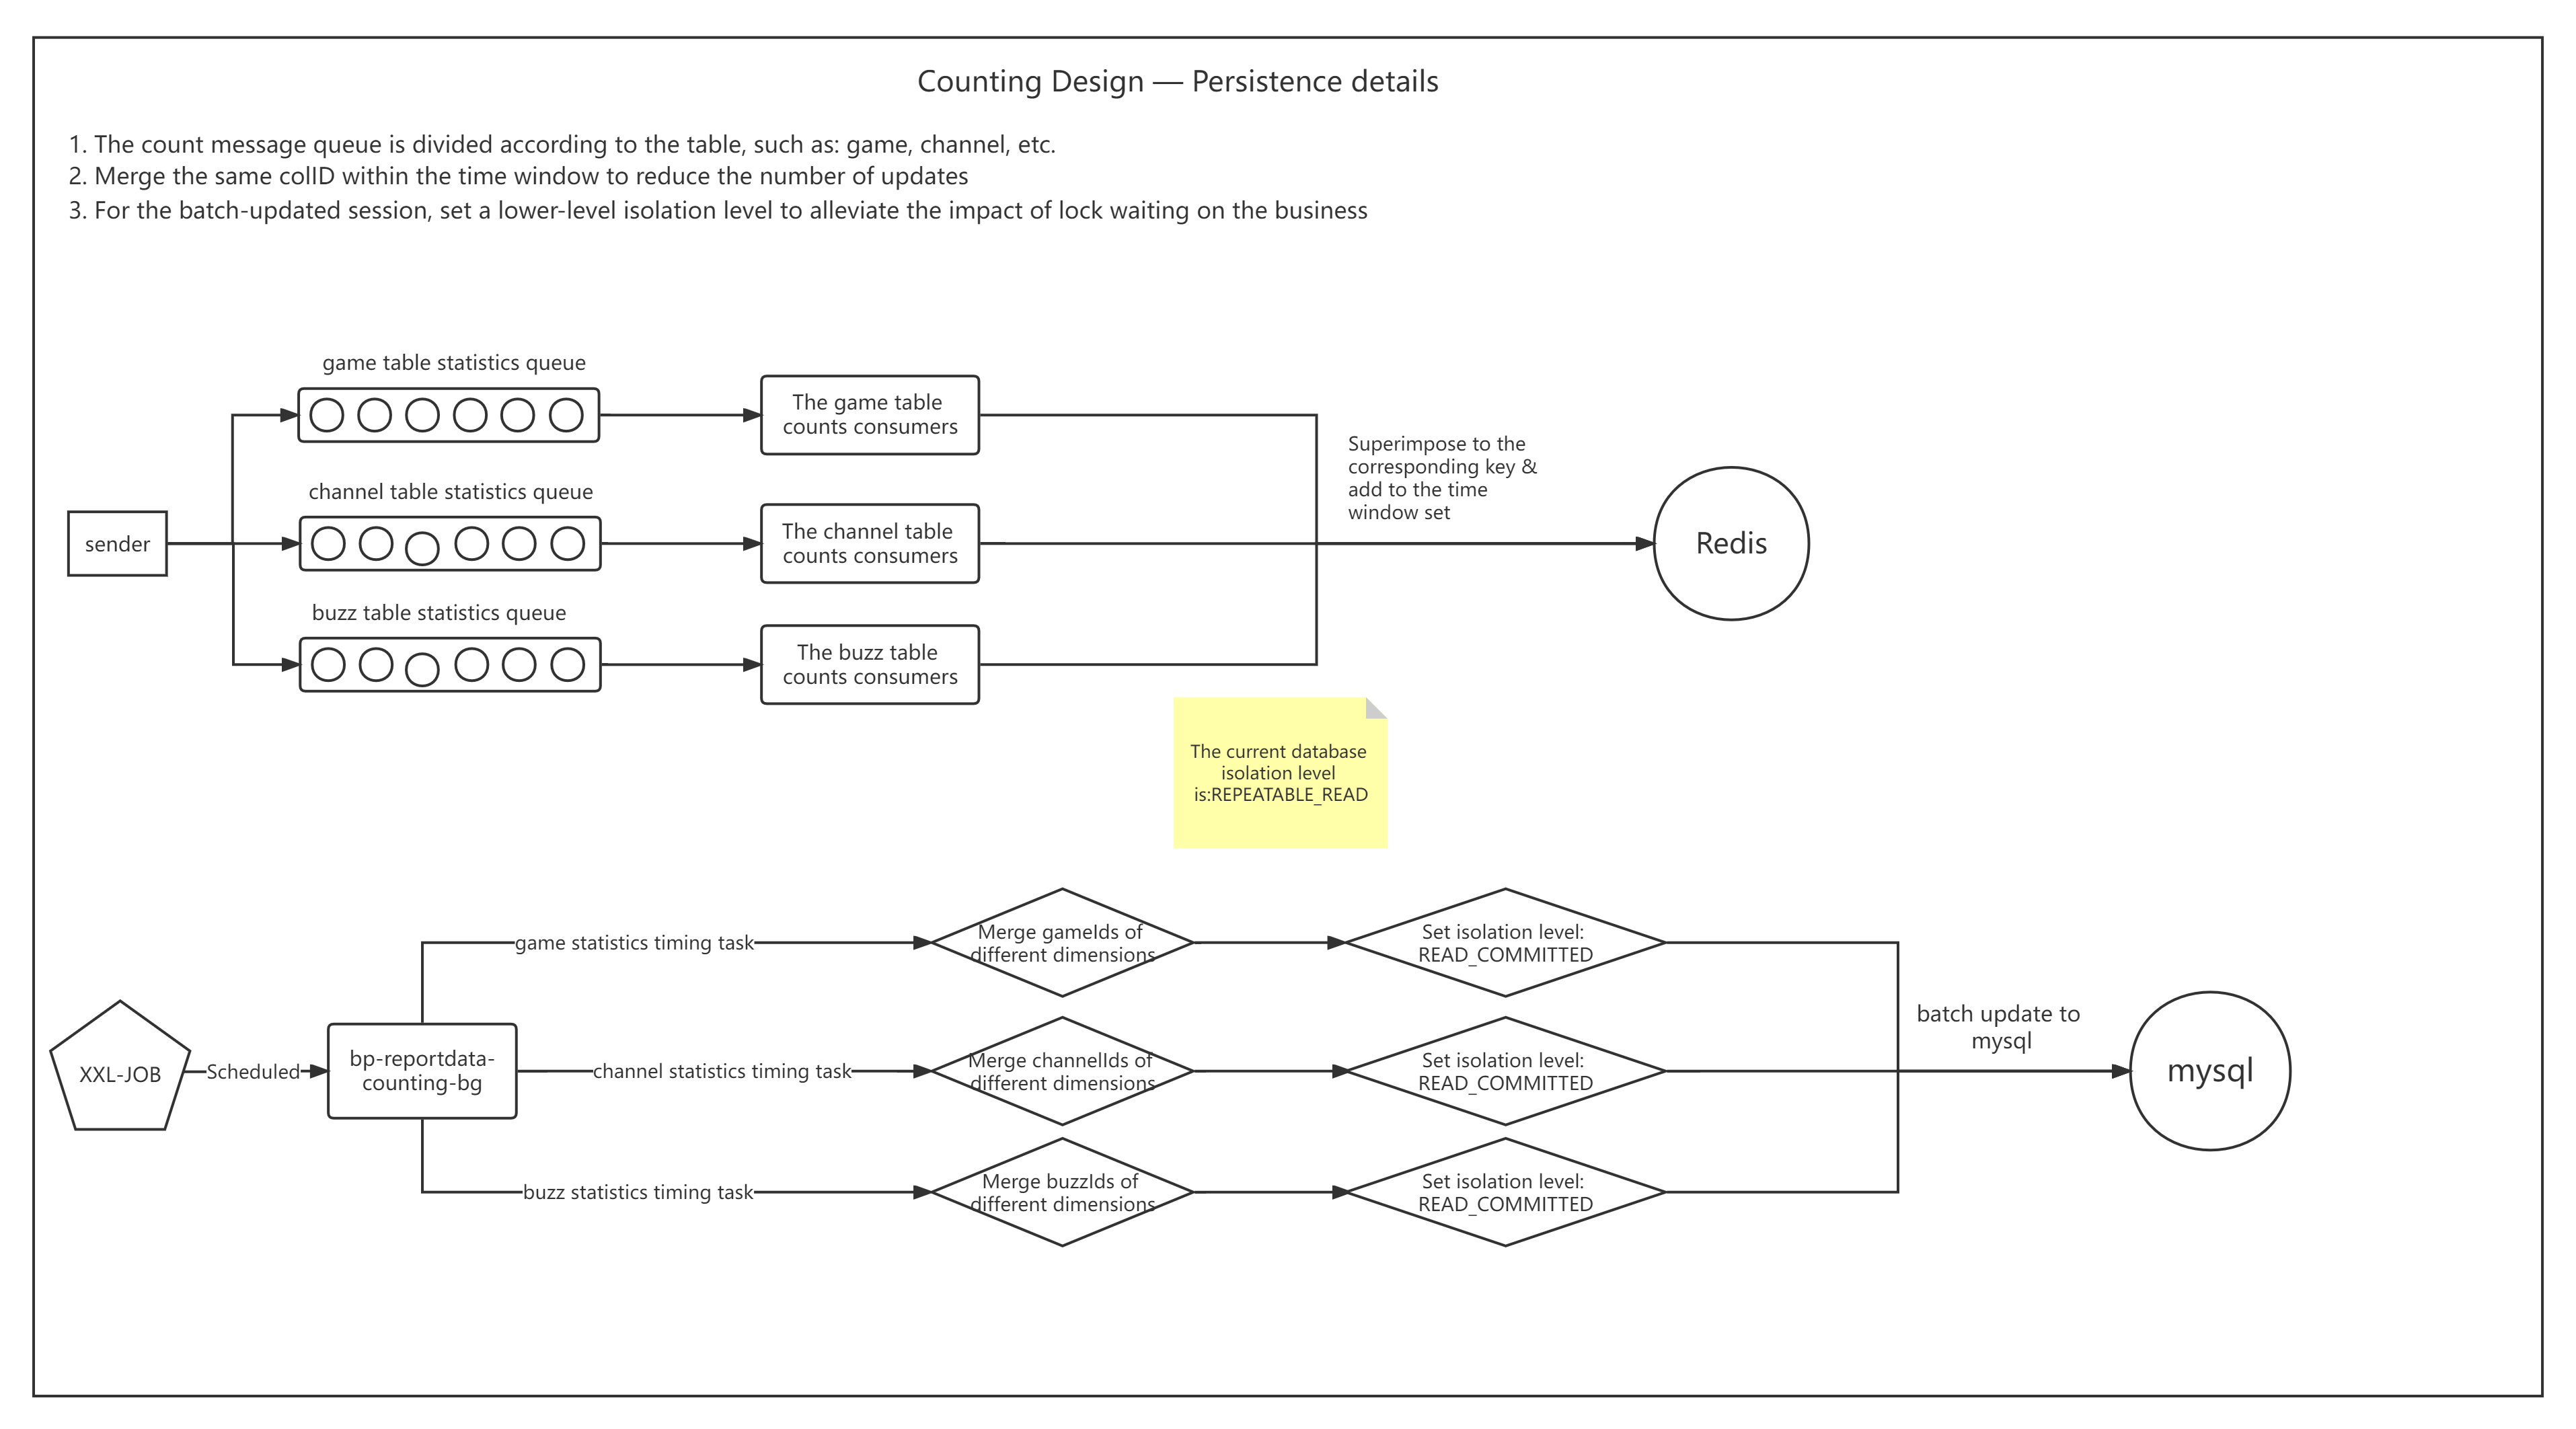 Counting Design — Persistence details
1. The count message queue is divided according to the table, such as: game, channel, etc.
2. Merge the same colID within the time window to reduce the number of updates
3. For the batch-updated session, set a lower-level isolation level to alleviate the impact of lock waiting on the business
game table statistics queue
The game table
counts consumers
Superimpose to the
corresponding key &
add to the time
window set
channel table statistics queue
sender
The channel table
counts consumers
Redis
buzz table statistics queue
The buzz table
counts consumers
The current database
isolation level
is:REPEATABLE_READ
game statistics timing task
Merge gameIds of
different dimensions
Set isolation level:
READ_COMMITTED
XXL-JOB
Scheduled
bp-reportdata-
counting-bg
channel statistics timing task
Merge channelIds of
different dimensions
Set isolation level:
READ_COMMITTED
batch update to
mysql
mysql
buzz statistics timing task
Merge buzzIds of
different dimensions
Set isolation level:
READ_COMMITTED